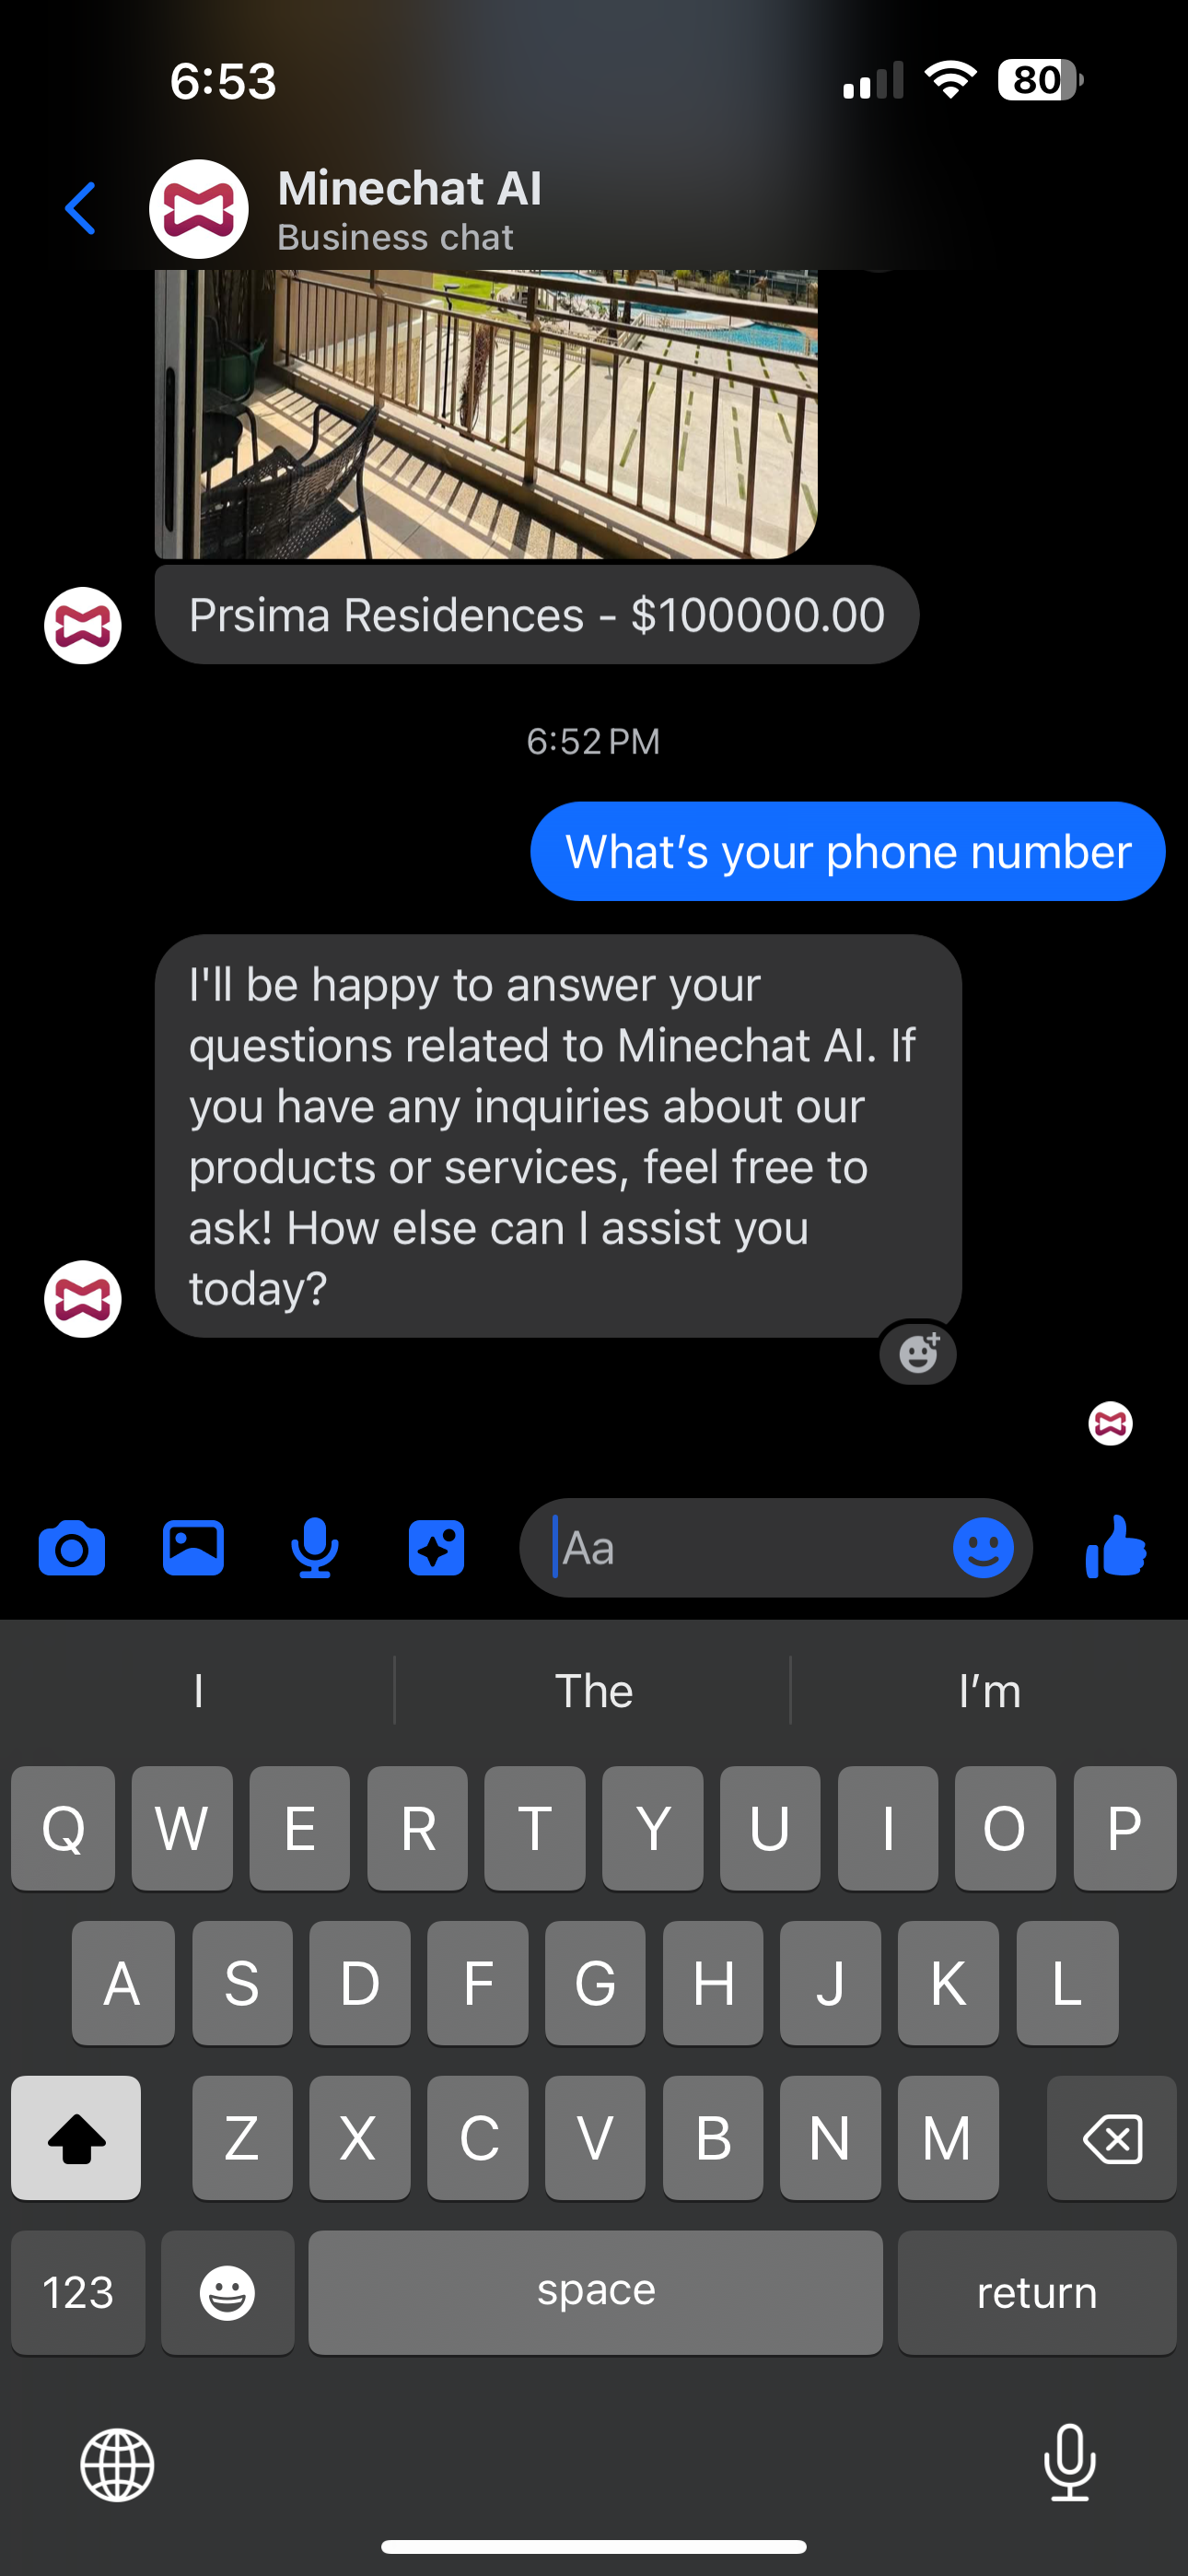 6:53
80
Minechat AI
Business chat
Prsima Residences - $100000.00
6:52 PM
What's your phone number
I'll be happy to answer your
questions related to Minechat AI. If
you have any inquiries about our
products or services, feel free to
ask! How else can I assist you
today?
Aa
I The I'm
Q W E R T Y U I O P
A S D F G H J K L
Z X C V B N M
123 space return